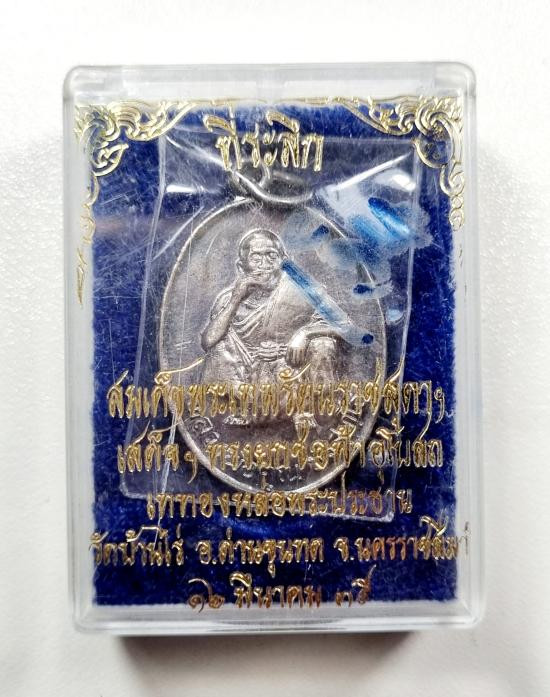 ที่ระลึก
สมเด็จพระเทพรัตนราชสุดาฯ
เสด็จฯ ทรงยกช่อฟ้าอุโบสถ
เททองหล่อพระประธาน
วัดบ้านไร่ อ.ด่านขุนทด จ.นครราชสีมา
๑๒ มีนาคม ๓๕